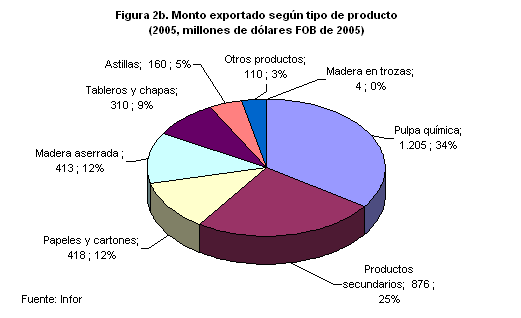 Figura 2b. Monto exportado según tipo de producto
(2005, millones de dólares FOB de 2005)
Astillas; 160 ; 5%
Otros productos;
110 ; 3%
Madera en trozas;
4 ; 0%
Tableros y chapas;
310 ; 9%
Pulpa química;
1.205 ; 34%
Madera aserrada ;
413 ; 12%
Papeles y cartones;
418 ; 12%
Productos
secundarios; 876 ;
25%
Fuente: Infor